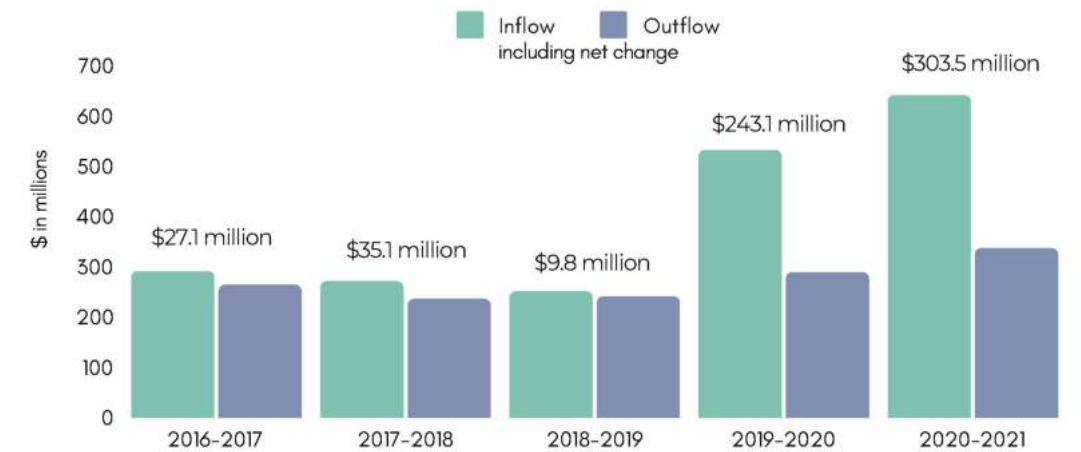 Inflow
Outflow
including net change
$ in millions
700
600
500
400
300
200
100
0
$27.1 million
$35.1 million
$9.8 million
$243.1 million
$303.5 million
2016-2017
2017-2018
2018-2019
2019-2020
2020-2021